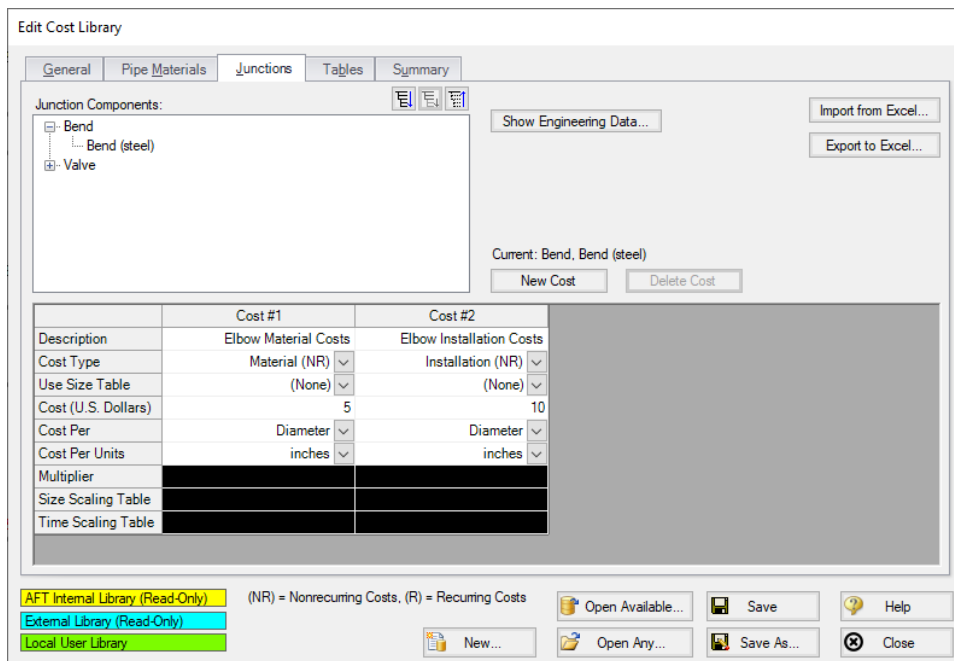 Edit Cost Library
General Pipe Materials Junctions Tables Summary
Junction Components:
Bend
Bend (steel)
Valve
Show Engineering Data...
Import from Excel...
Export to Excel...
Current: Bend, Bend (steel)
New Cost Delete Cost
Cost #1 Cost #2
Description Elbow Material Costs Elbow Installation Costs
Cost Type Material (NR) Installation (NR)
Use Size Table (None) (None)
Cost (U.S. Dollars) 5 10
Cost Per Diameter Diameter
Cost Per Units inches inches
Multiplier
Size Scaling Table
Time Scaling Table
AFT Internal Library (Read-Only)
External Library (Read-Only)
Local User Library
(NR) = Nonrecurring Costs, (R) = Recurring Costs
Open Available... Save Help
New... Open Any... Save As... Close